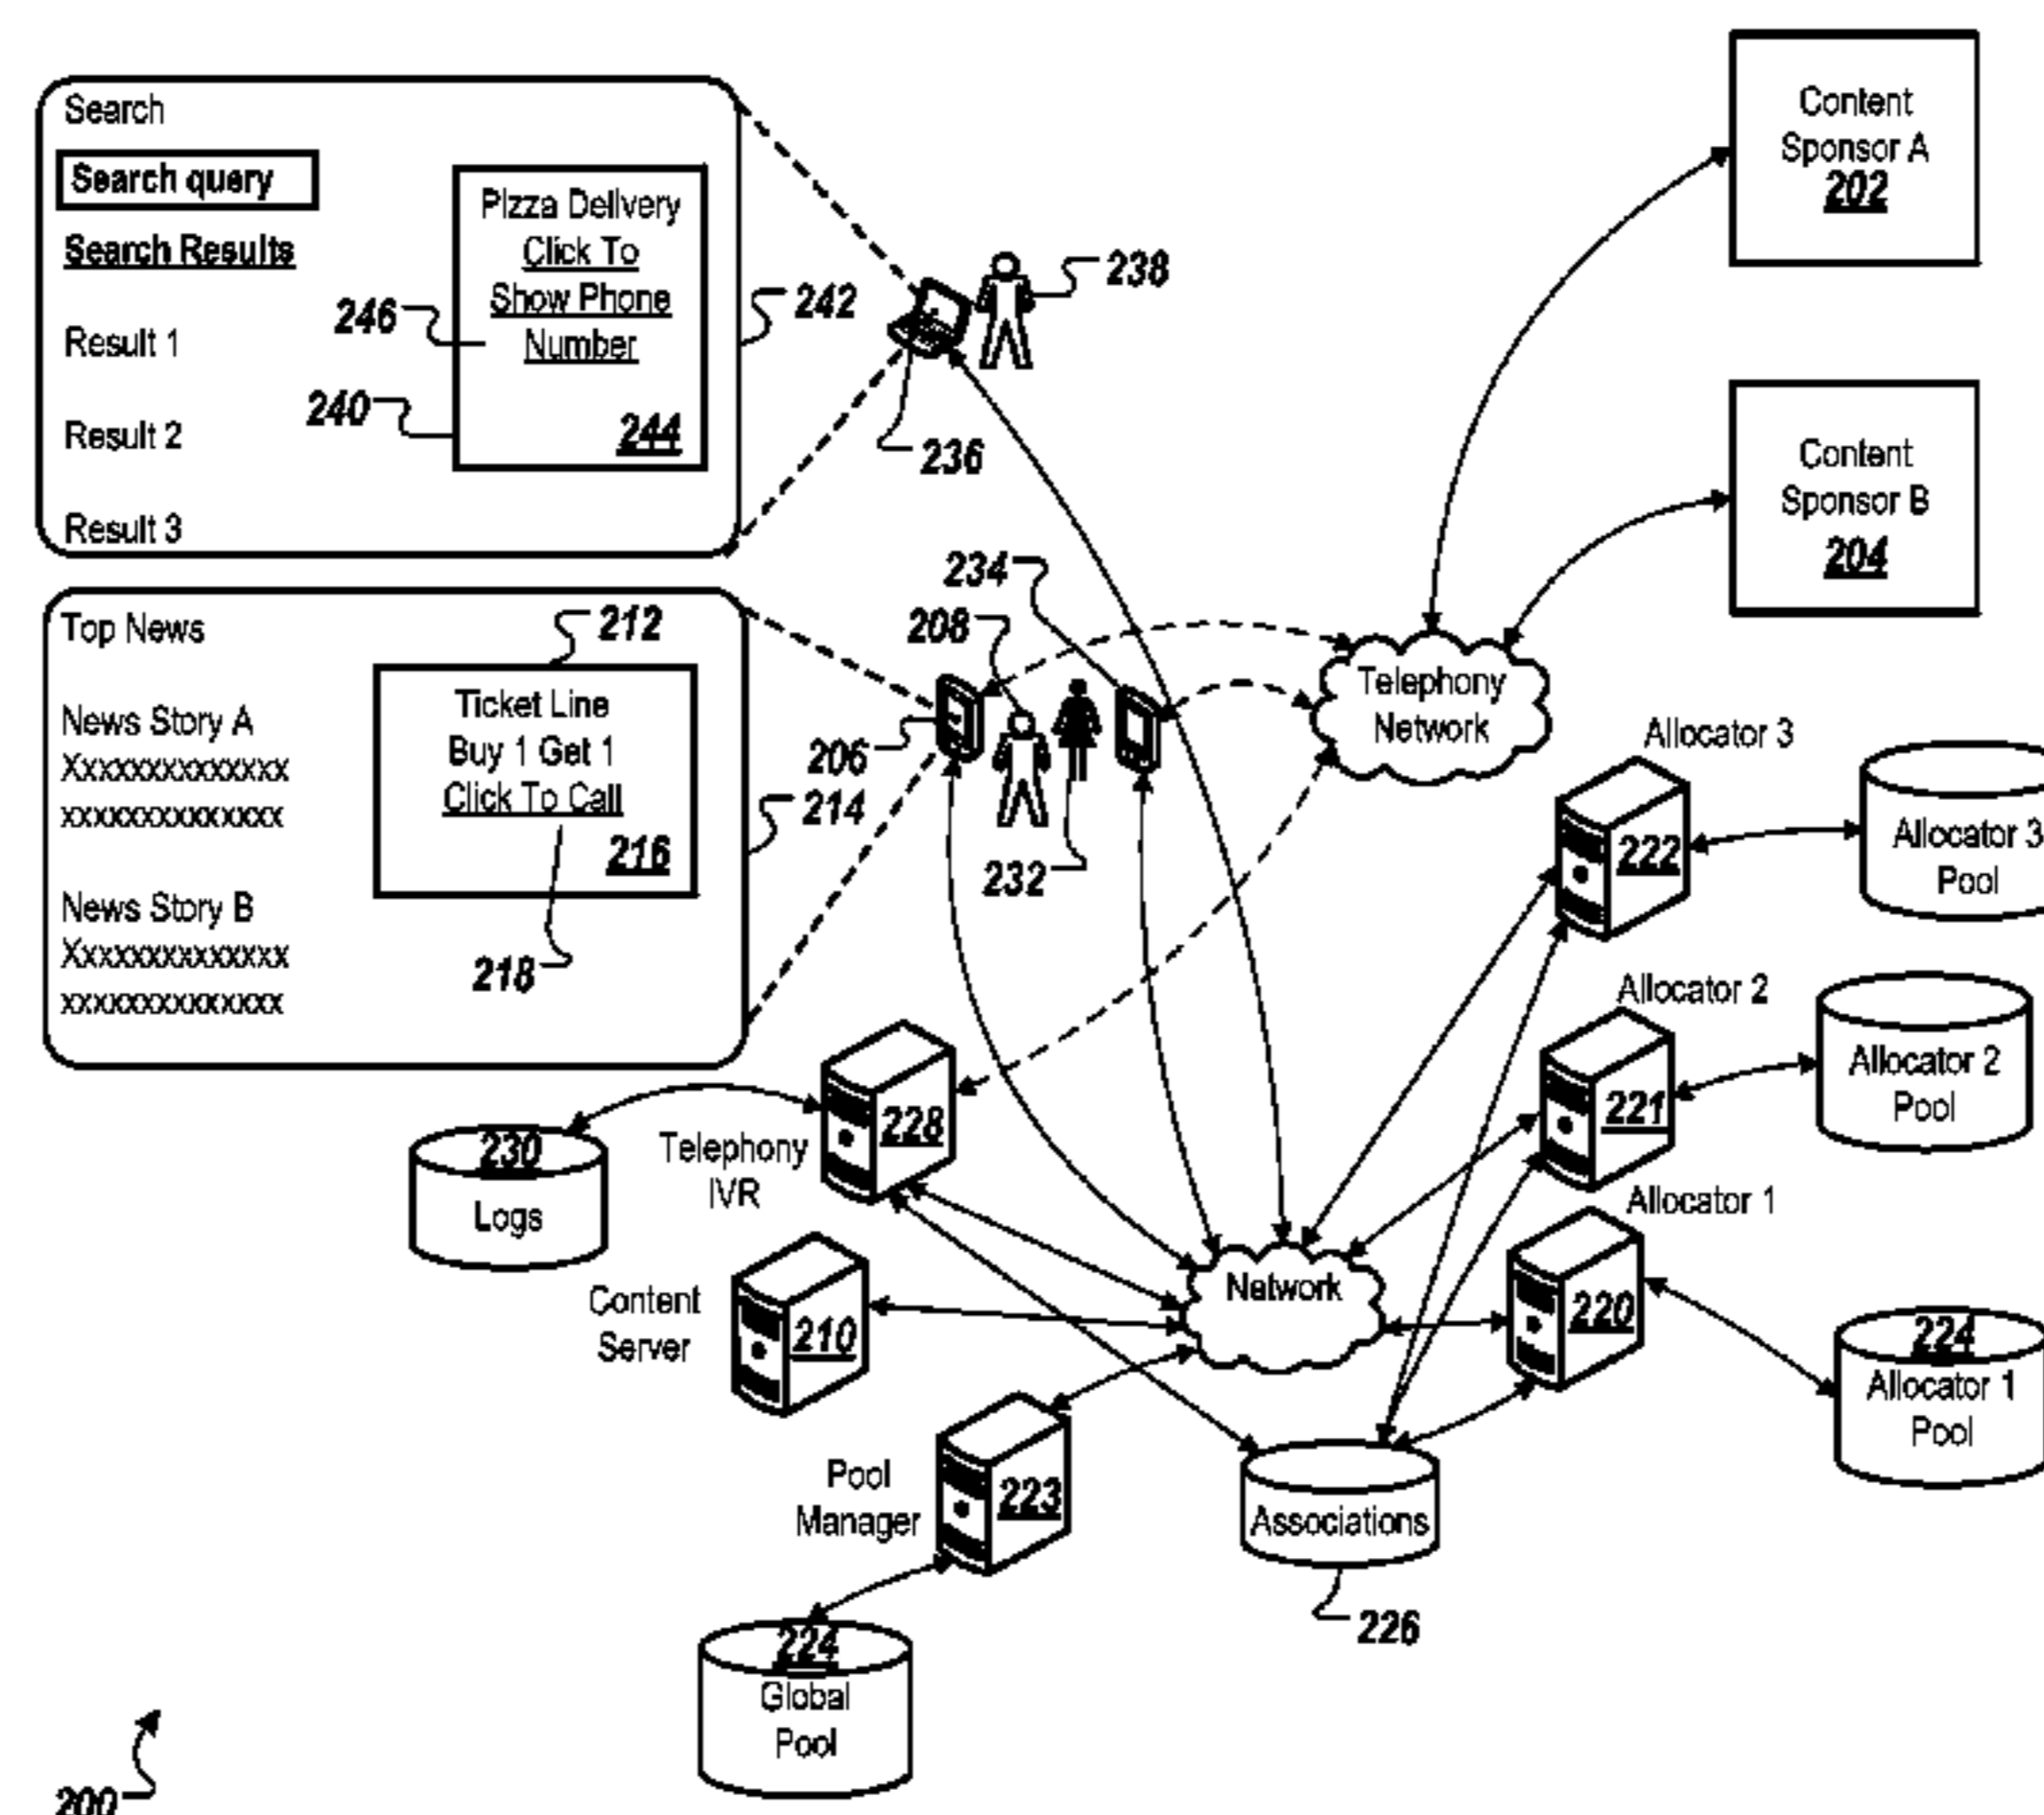 Search
Search query
Search Results
Result 1
Result 2
Result 3
Pizza Delivery
Click To
Show Phone
Number
244
246
240
242
238
236
Content
Sponsor A
202
Content
Sponsor B
204
Top News
News Story A
Xxxxxxxxxxxxxx
xxxxxxxxxxxxxx
News Story B
Xxxxxxxxxxxxxx
xxxxxxxxxxxxxx
212
Ticket Line
Buy 1 Get 1
Click To Call
216
214
218
234
208
206
232
Telephony
Network
Allocator 3
222
Allocator 3
Pool
Allocator 2
221
Allocator 2
Pool
Allocator 1
220
224
Allocator 1
Pool
228
Telephony
IVR
230
Logs
Content
Server
210
Network
Pool
Manager
223
Associations
226
224
Global
Pool
200